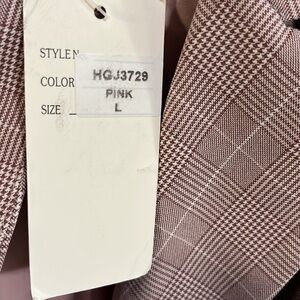 STYLE N
COLOR
SIZE
HGJ3729
PINK
L